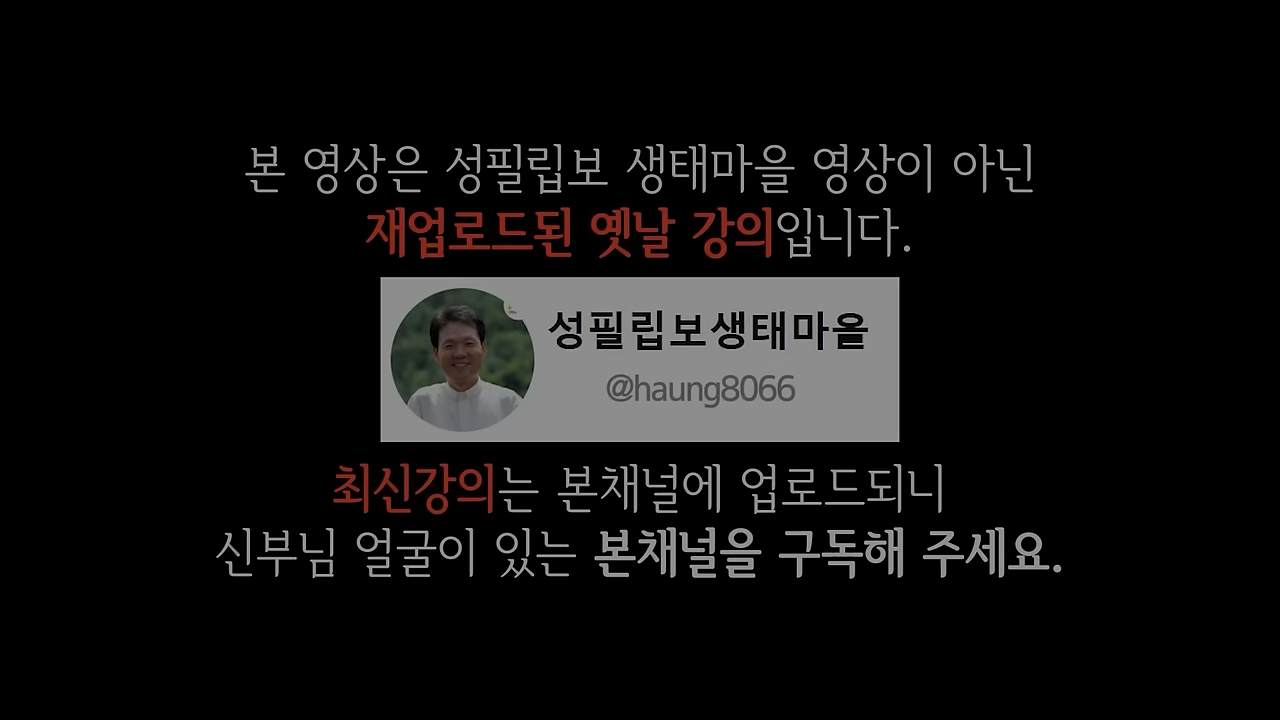 본 영상은 성필립보 생태마을 영상이 아닌
재업로드된 옛날 강의입니다.
성필립보생태마을
@haung8066
최신강의는 본채널에 업로드되니
신부님 얼굴이 있는 본채널을 구독해 주세요.